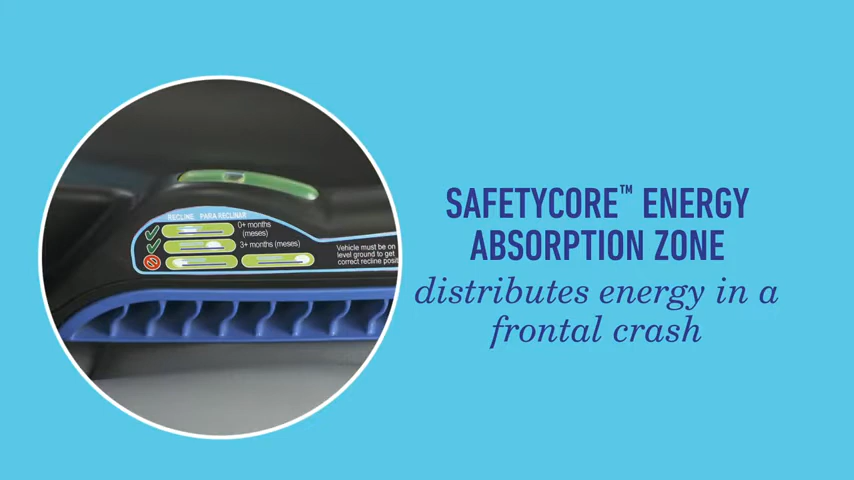 RECLINE PARA RECLINAR
0+ months
(meses)
3+ months (meses)
Vehicle must be on
level ground to get
correct recline
SAFETYCORE™ ENERGY
ABSORPTION ZONE
distributes energy in a
frontal crash